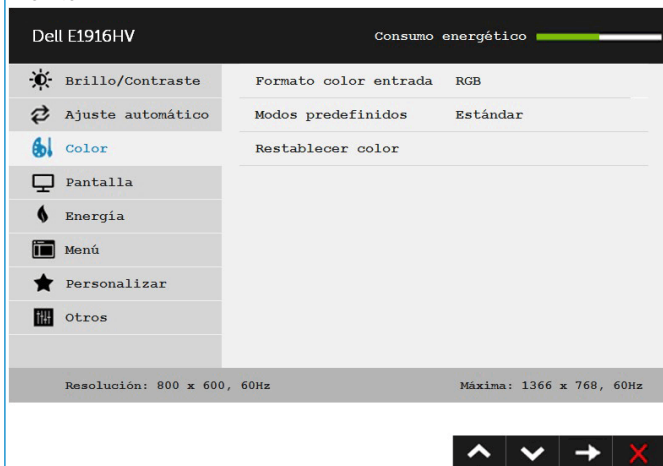 Dell E1916HV
Consumo energético
Brillo/Contraste
Formato color entrada RGB
Ajuste automático
Modos predefinidos Estándar
Color
Restablecer color
Pantalla
Energía
Menú
Personalizar
Otros
Resolución: 800 x 600, 60Hz
Máxima: 1366 x 768, 60Hz